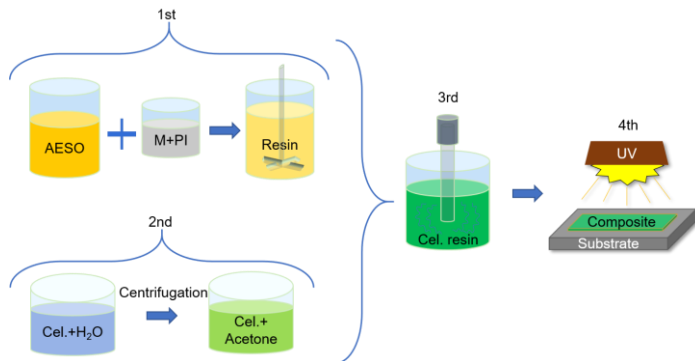 1st
AESO
M+PI
Resin
2nd
Centrifugation
Cel.+H₂O
Cel.+
Acetone
3rd
Cel. resin
4th
UV
Composite
Substrate